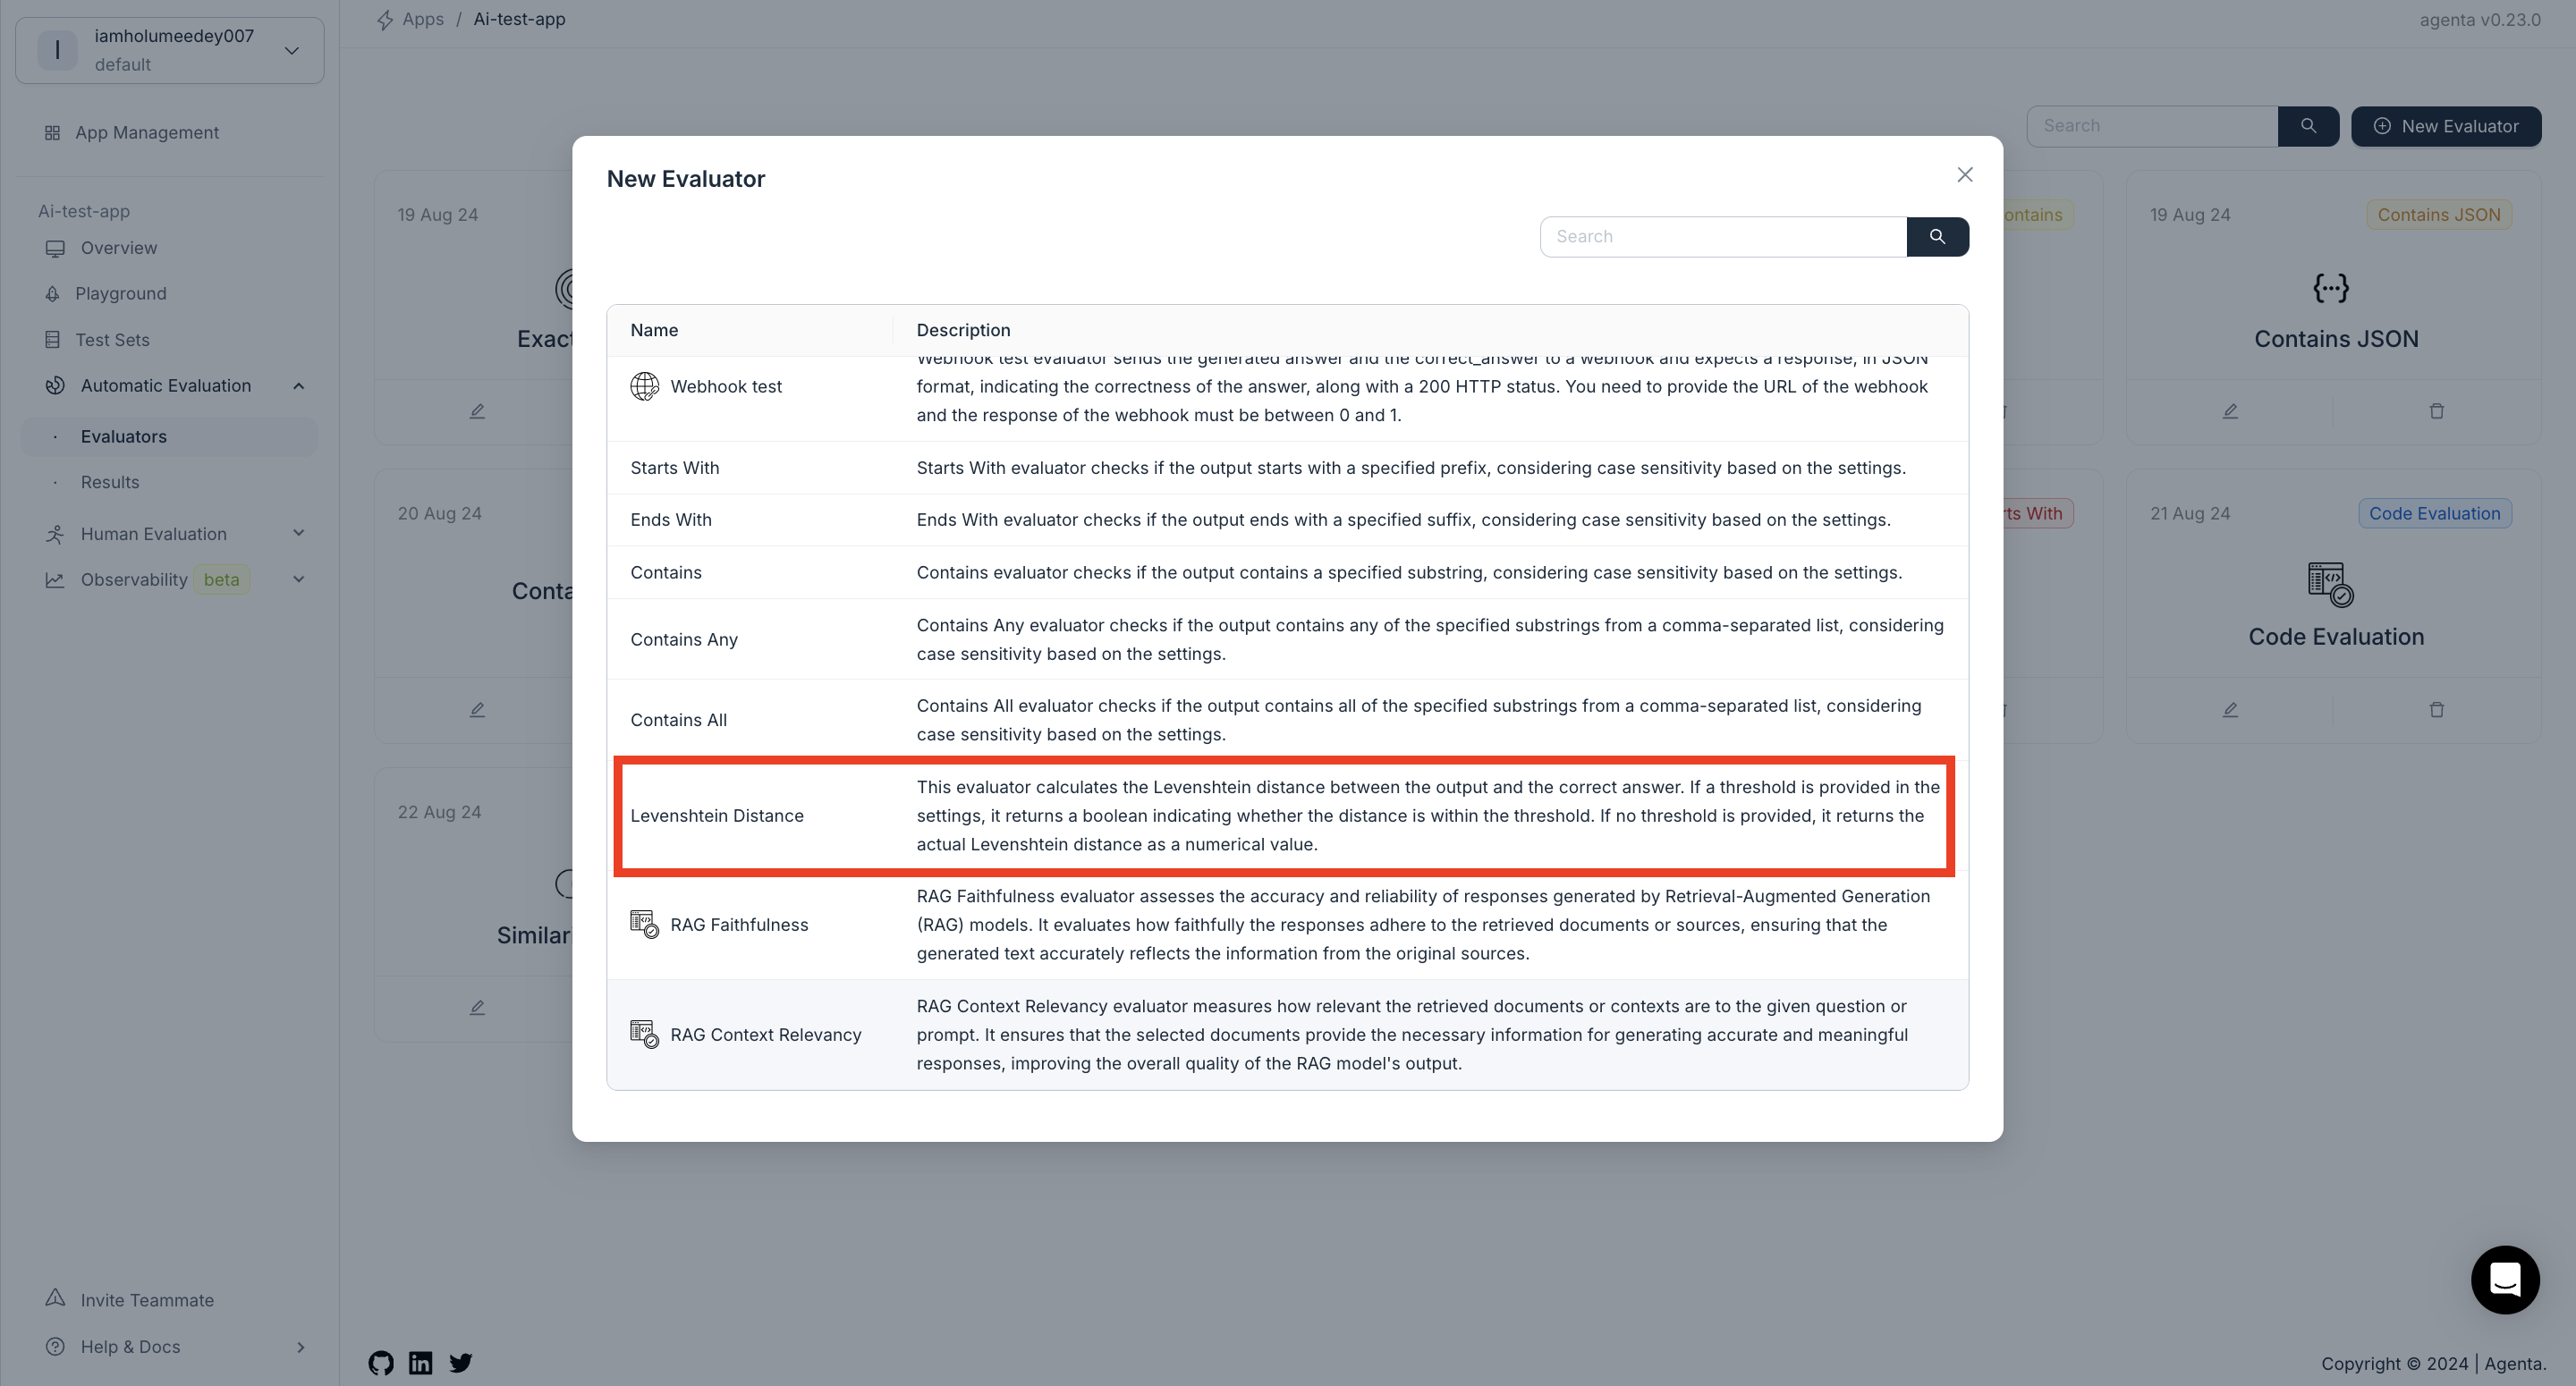 I
iamholumeedey007
default
Apps / Ai-test-app
agenta v0.23.0
App Management
Ai-test-app
Overview
Playground
Test Sets
Automatic Evaluation
Evaluators
Results
Human Evaluation
Observability beta
Invite Teammate
Help & Docs
Search
New Evaluator
19 Aug 24
Exact
ontains
19 Aug 24
Contains JSON
Contains JSON
20 Aug 24
Conta
rts With
21 Aug 24
Code Evaluation
Code Evaluation
22 Aug 24
Similar
New Evaluator
Search
Name
Description
Webhook test
Webhook test evaluator sends the generated answer and the correct_answer to a webhook and expects a response, in JSON
format, indicating the correctness of the answer, along with a 200 HTTP status. You need to provide the URL of the webhook
and the response of the webhook must be between 0 and 1.
Starts With
Starts With evaluator checks if the output starts with a specified prefix, considering case sensitivity based on the settings.
Ends With
Ends With evaluator checks if the output ends with a specified suffix, considering case sensitivity based on the settings.
Contains
Contains evaluator checks if the output contains a specified substring, considering case sensitivity based on the settings.
Contains Any
Contains Any evaluator checks if the output contains any of the specified substrings from a comma-separated list, considering
case sensitivity based on the settings.
Contains All
Contains All evaluator checks if the output contains all of the specified substrings from a comma-separated list, considering
case sensitivity based on the settings.
Levenshtein Distance
This evaluator calculates the Levenshtein distance between the output and the correct answer. If a threshold is provided in the
settings, it returns a boolean indicating whether the distance is within the threshold. If no threshold is provided, it returns the
actual Levenshtein distance as a numerical value.
RAG Faithfulness
RAG Faithfulness evaluator assesses the accuracy and reliability of responses generated by Retrieval-Augmented Generation
(RAG) models. It evaluates how faithfully the responses adhere to the retrieved documents or sources, ensuring that the
generated text accurately reflects the information from the original sources.
RAG Context Relevancy
RAG Context Relevancy evaluator measures how relevant the retrieved documents or contexts are to the given question or
prompt. It ensures that the selected documents provide the necessary information for generating accurate and meaningful
responses, improving the overall quality of the RAG model's output.
Copyright © 2024 | Agenta.